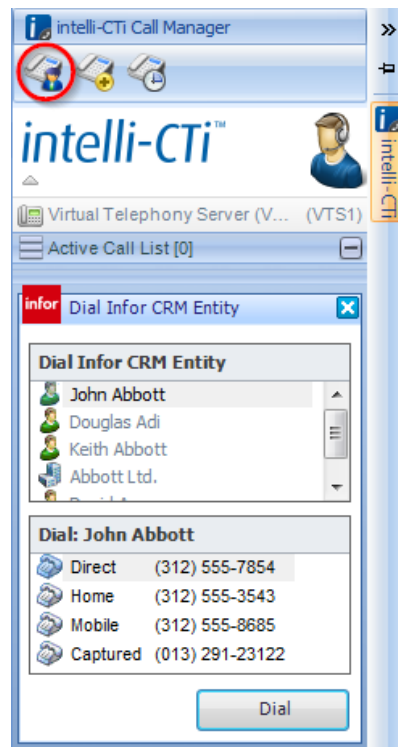 intelli-CTi Call Manager
intelli-CTi™
Virtual Telephony Server (V... (VTS1)
Active Call List [0]
infor Dial Infor CRM Entity
Dial Infor CRM Entity
John Abbott
Douglas Adi
Keith Abbott
Abbott Ltd.
Dial: John Abbott
Direct (312) 555-7854
Home (312) 555-3543
Mobile (312) 555-8685
Captured (013) 291-23122
Dial
intelli-CTi